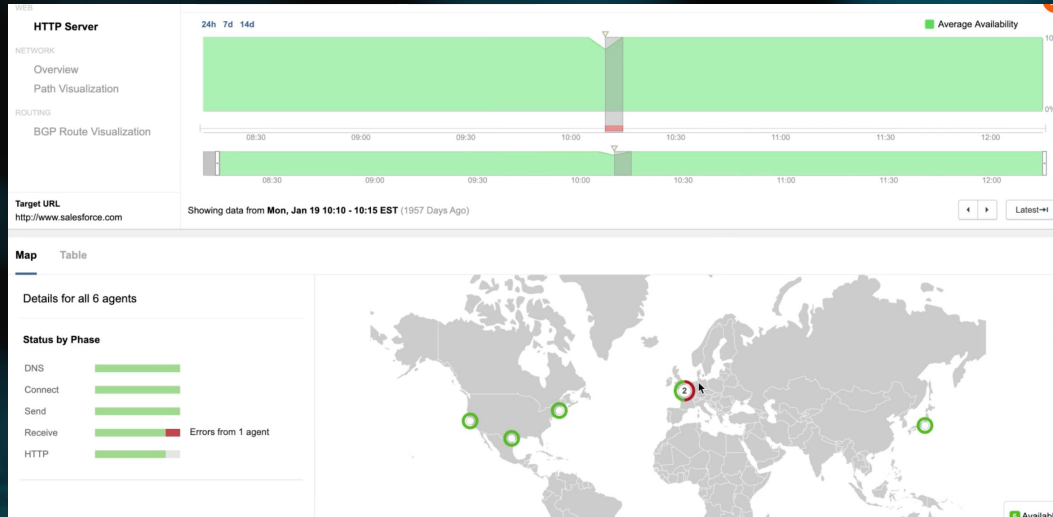 WEB
HTTP Server
NETWORK
Overview
Path Visualization
ROUTING
BGP Route Visualization
Target URL
http://www.salesforce.com
24h 7d 14d
Average Availability
10
0%
08:30 09:00 09:30 10:00 10:30 11:00 11:30 12:00
08:30 09:00 09:30 10:00 10:30 11:00 11:30 12:00
Showing data from Mon, Jan 19 10:10 - 10:15 EST (1957 Days Ago)
Latest
Map Table
Details for all 6 agents
Status by Phase
DNS
Connect
Send
Receive Errors from 1 agent
HTTP
2
Availabi